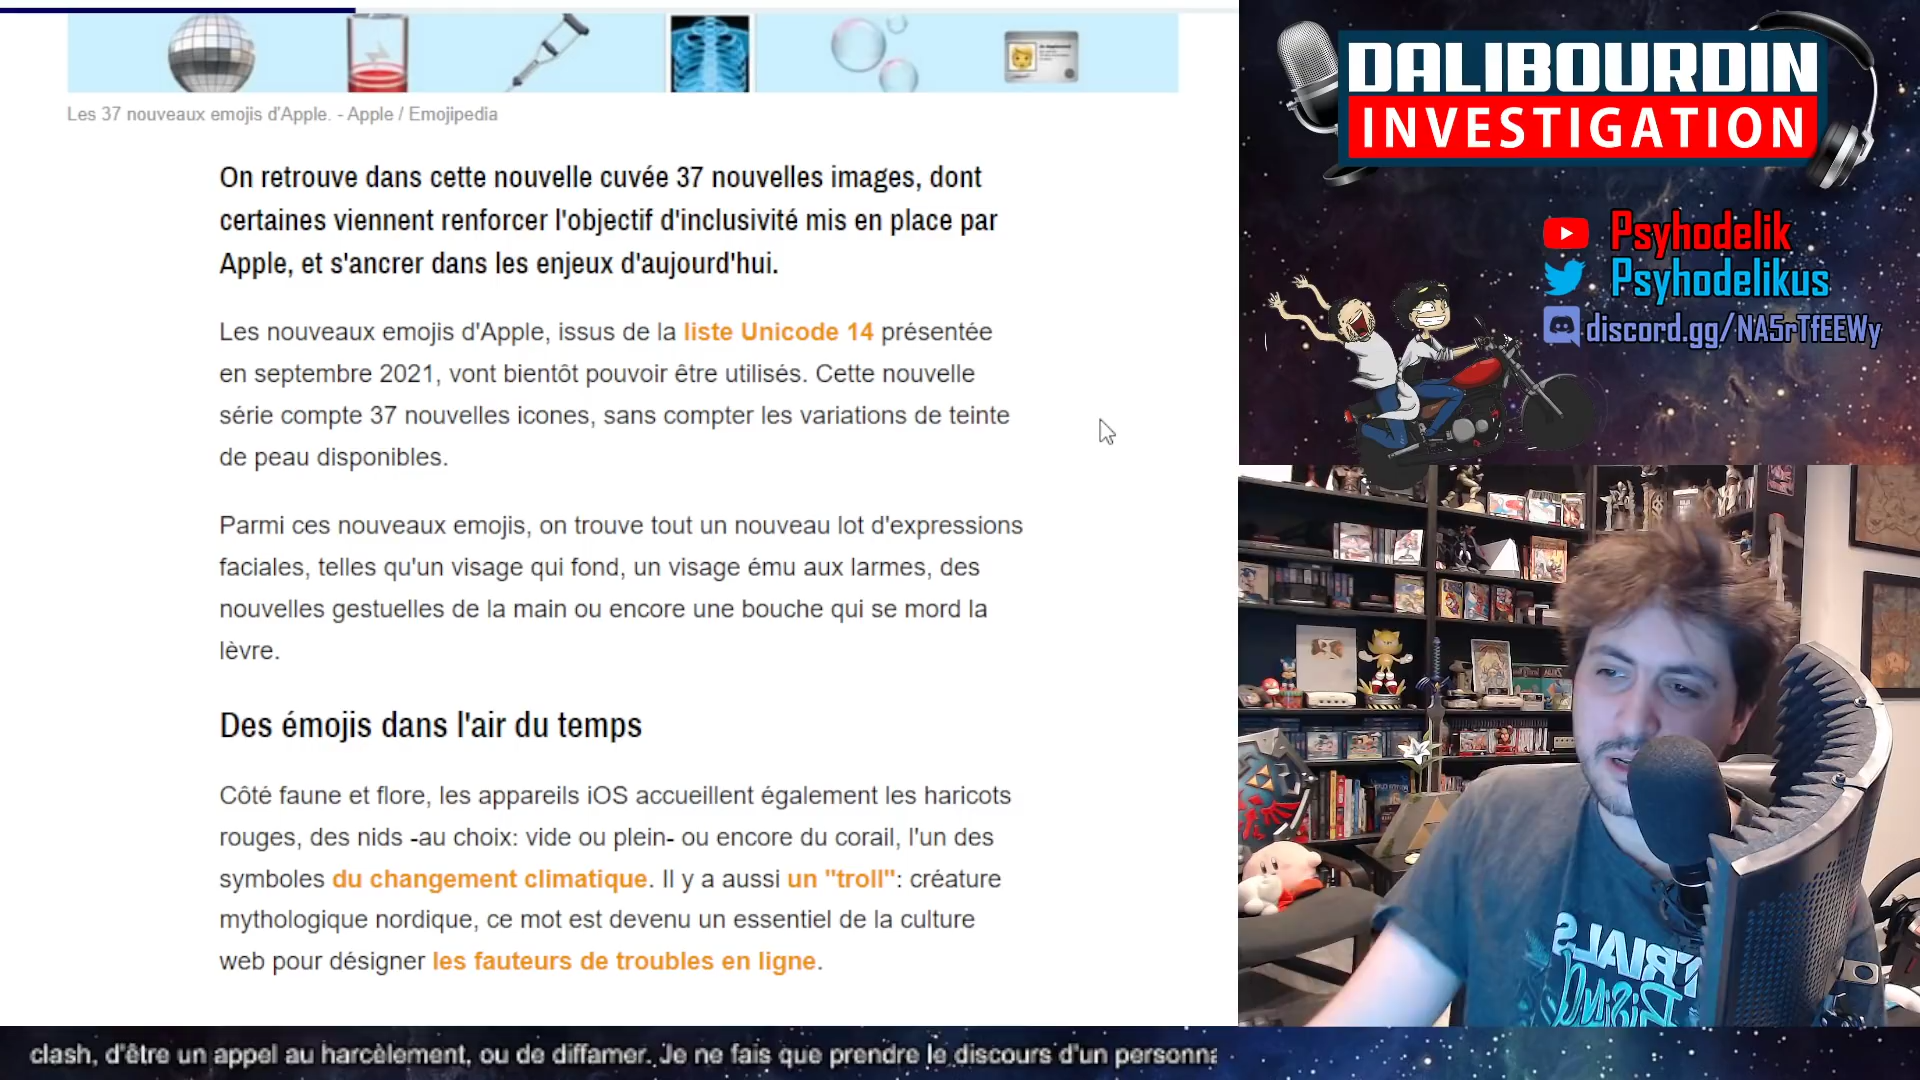 Les 37 nouveaux emojis d'Apple. - Apple / Emojipedia
On retrouve dans cette nouvelle cuvée 37 nouvelles images, dont
certaines viennent renforcer l'objectif d'inclusivité mis en place par
Apple, et s'ancrer dans les enjeux d'aujourd'hui.
Les nouveaux emojis d'Apple, issus de la liste Unicode 14 présentée
en septembre 2021, vont bientôt pouvoir être utilisés. Cette nouvelle
série compte 37 nouvelles icones, sans compter les variations de teinte
de peau disponibles.
Parmi ces nouveaux emojis, on trouve tout un nouveau lot d'expressions
faciales, telles qu'un visage qui fond, un visage ému aux larmes, des
nouvelles gestuelles de la main ou encore une bouche qui se mord la
lèvre.
Des émojis dans l'air du temps
Côté faune et flore, les appareils iOS accueillent également les haricots
rouges, des nids -au choix: vide ou plein- ou encore du corail, l'un des
symboles du changement climatique. Il y a aussi un "troll": créature
mythologique nordique, ce mot est devenu un essentiel de la culture
web pour désigner les fauteurs de troubles en ligne.
DALIBOURDIN
INVESTIGATION
Psyhodelik
Psyhodelikus
discord.gg/NA5rTfEEWy
TRIALS
Rising
clash, d'être un appel au harcèlement, ou de diffamer. Je ne fais que prendre le discours d'un personna